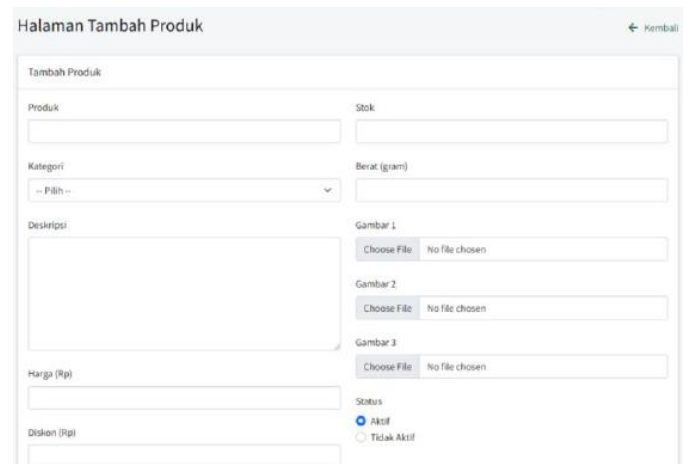 Halaman Tambah Produk
← Kembali
Tambah Produk
Produk
Kategori
-- Pilih --
Deskripsi
Harga (Rp)
Diskon (Rp)
Stok
Berat (gram)
Gambar 1
Choose File No file chosen
Gambar 2
Choose File No file chosen
Gambar 3
Choose File No file chosen
Status
Aktif
Tidak Aktif